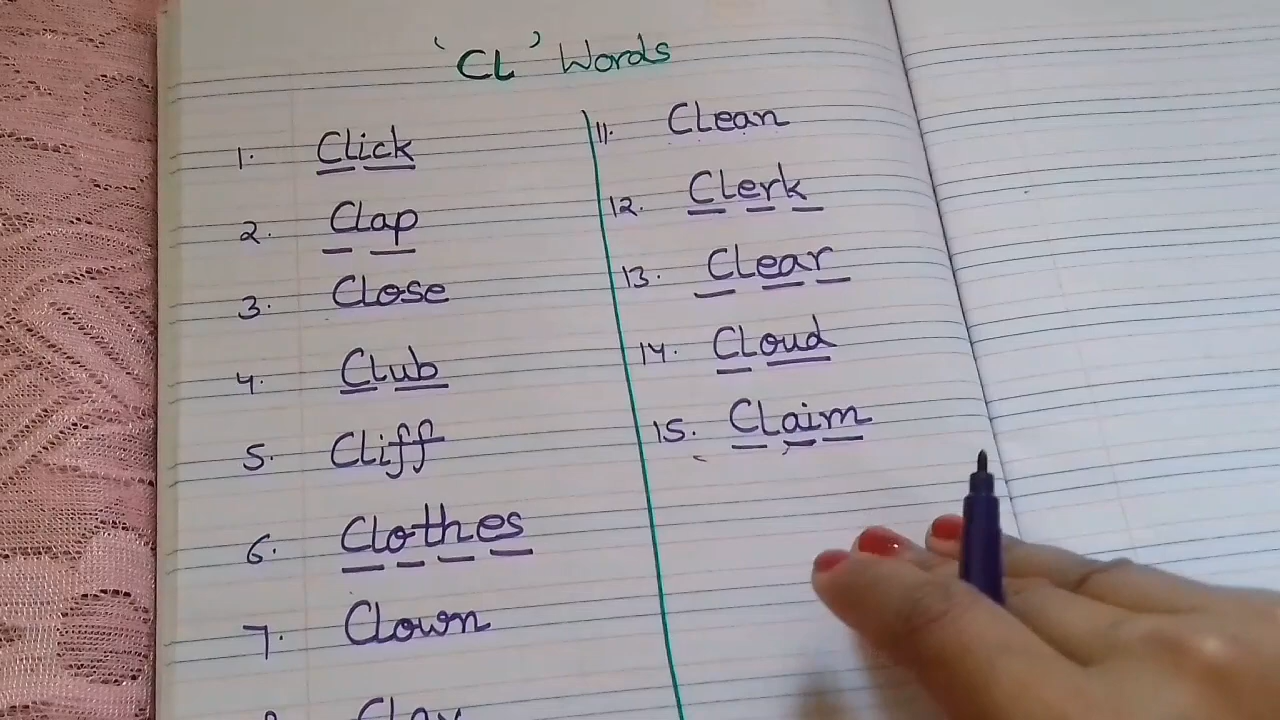 'CL' Words
1. Click
2. Clap
3. Close
4. Club
5. Cliff
6. Clothes
7. Clown
11. Clean
12. Clerk
13. Clear
14. Cloud
15. Claim